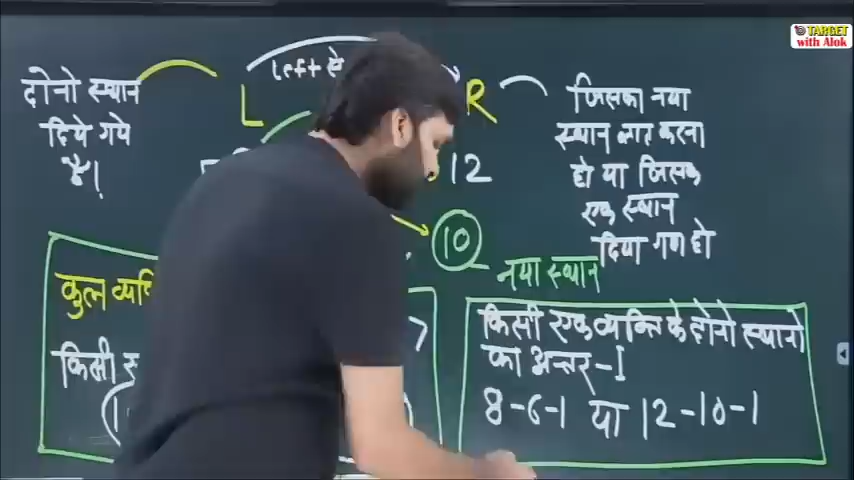 TARGET
with Alok
दोनो स्थान
दिये गये
है।
Left से
L
R
12
10
नया स्थान
जिसका नया
स्थान ज्ञात करना
हो या जिसके
एक स्थान
दिया गया हो
कुल
किसी
7
किसी एक व्यक्ति के दोनो स्थानो
का अन्तर - 1
8-6-1 या 12-10-1